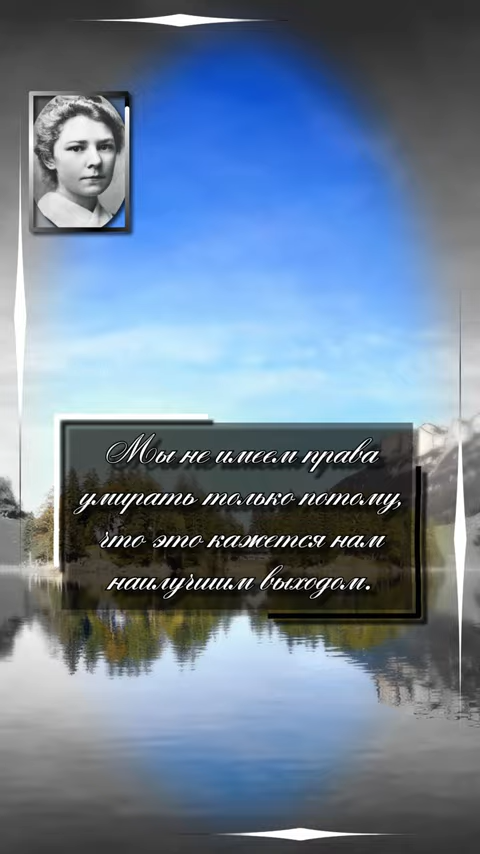 Мы не имеем права
умирать только потому,
что это кажется нам
наилучшим выходом.